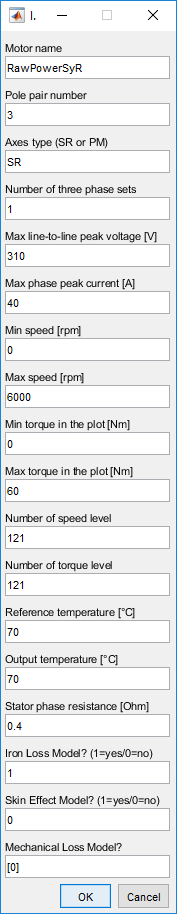 I.
Motor name
RawPowerSyR
Pole pair number
3
Axes type (SR or PM)
SR
Number of three phase sets
1
Max line-to-line peak voltage [V]
310
Max phase peak current [A]
40
Min speed [rpm]
0
Max speed [rpm]
6000
Min torque in the plot [Nm]
0
Max torque in the plot [Nm]
60
Number of speed level
121
Number of torque level
121
Reference temperature [°C]
70
Output temperature [°C]
70
Stator phase resistance [Ohm]
0.4
Iron Loss Model? (1=yes/0=no)
1
Skin Effect Model? (1=yes/0=no)
0
Mechanical Loss Model?
[0]
OK Cancel